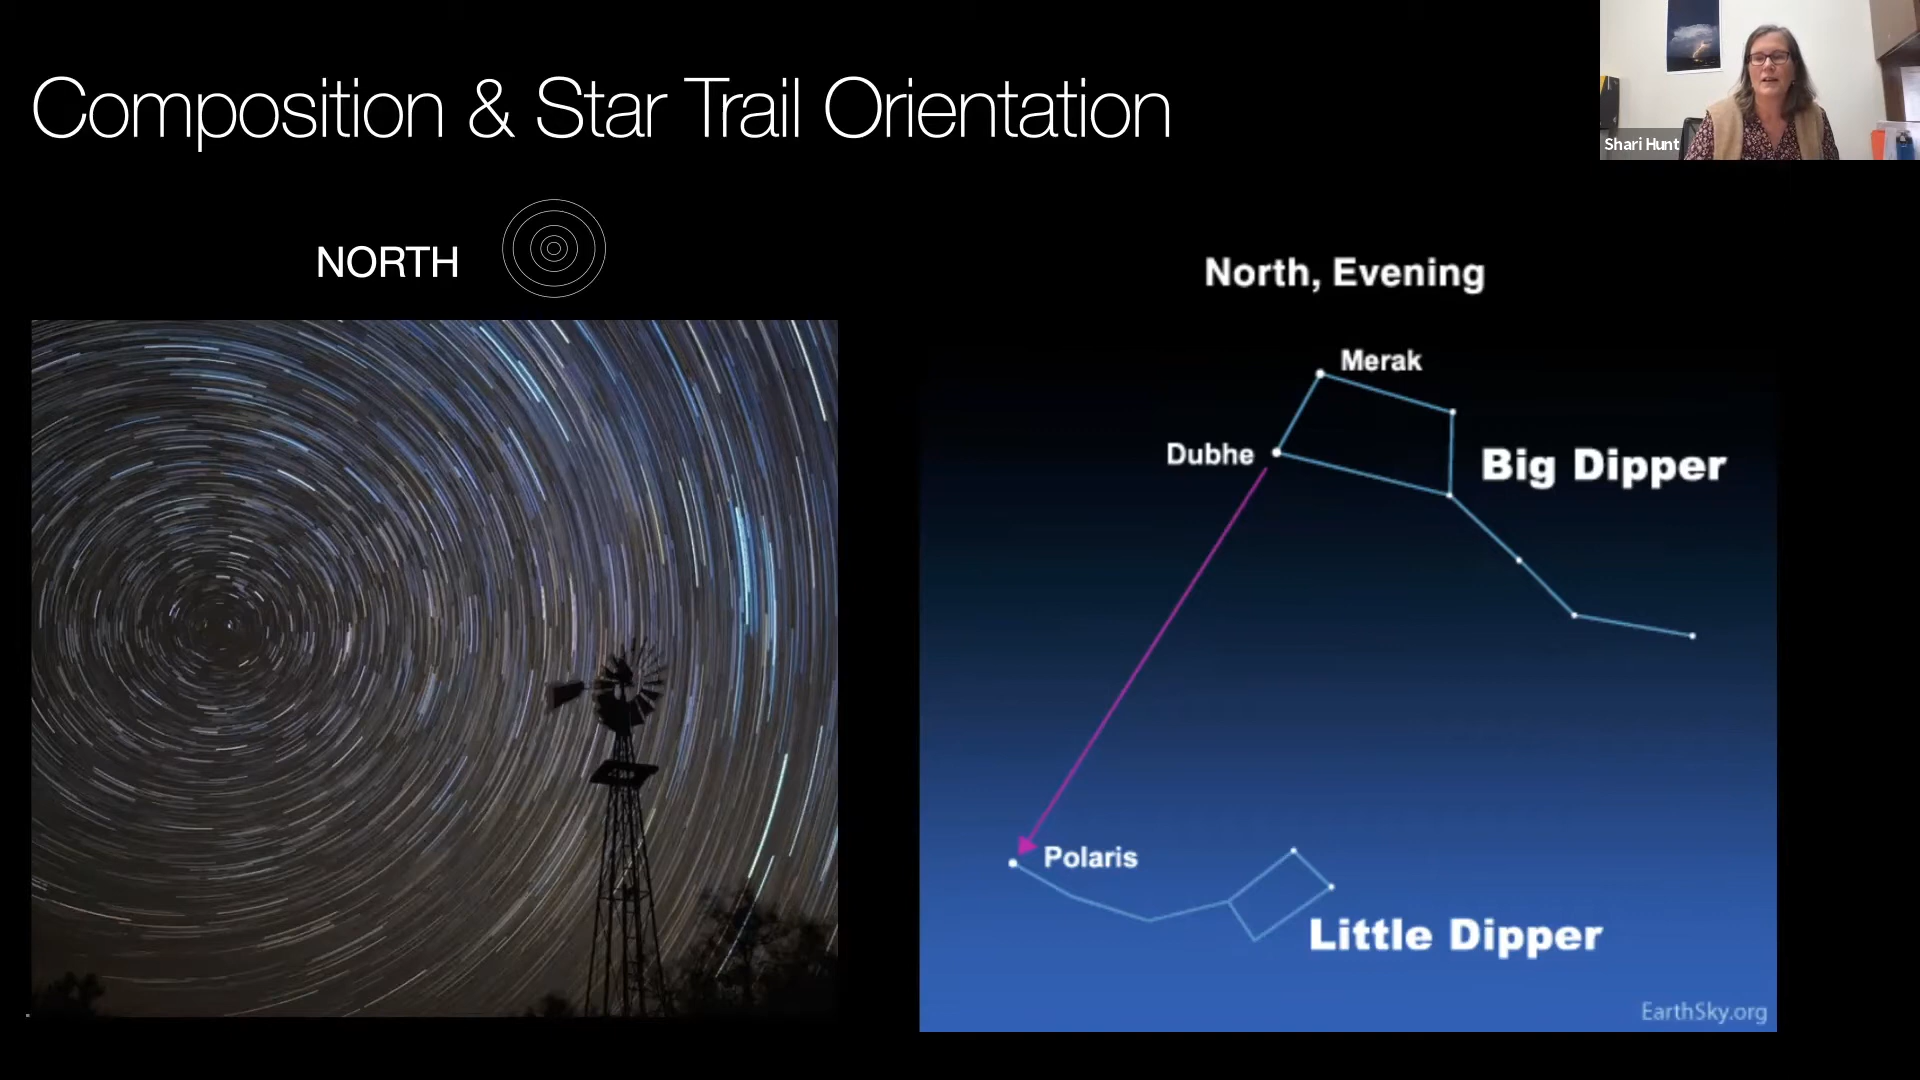 Composition & Star Trail Orientation
Shari Hunt
NORTH
North, Evening
Merak
Dubhe
Big Dipper
Polaris
Little Dipper
EarthSky.org